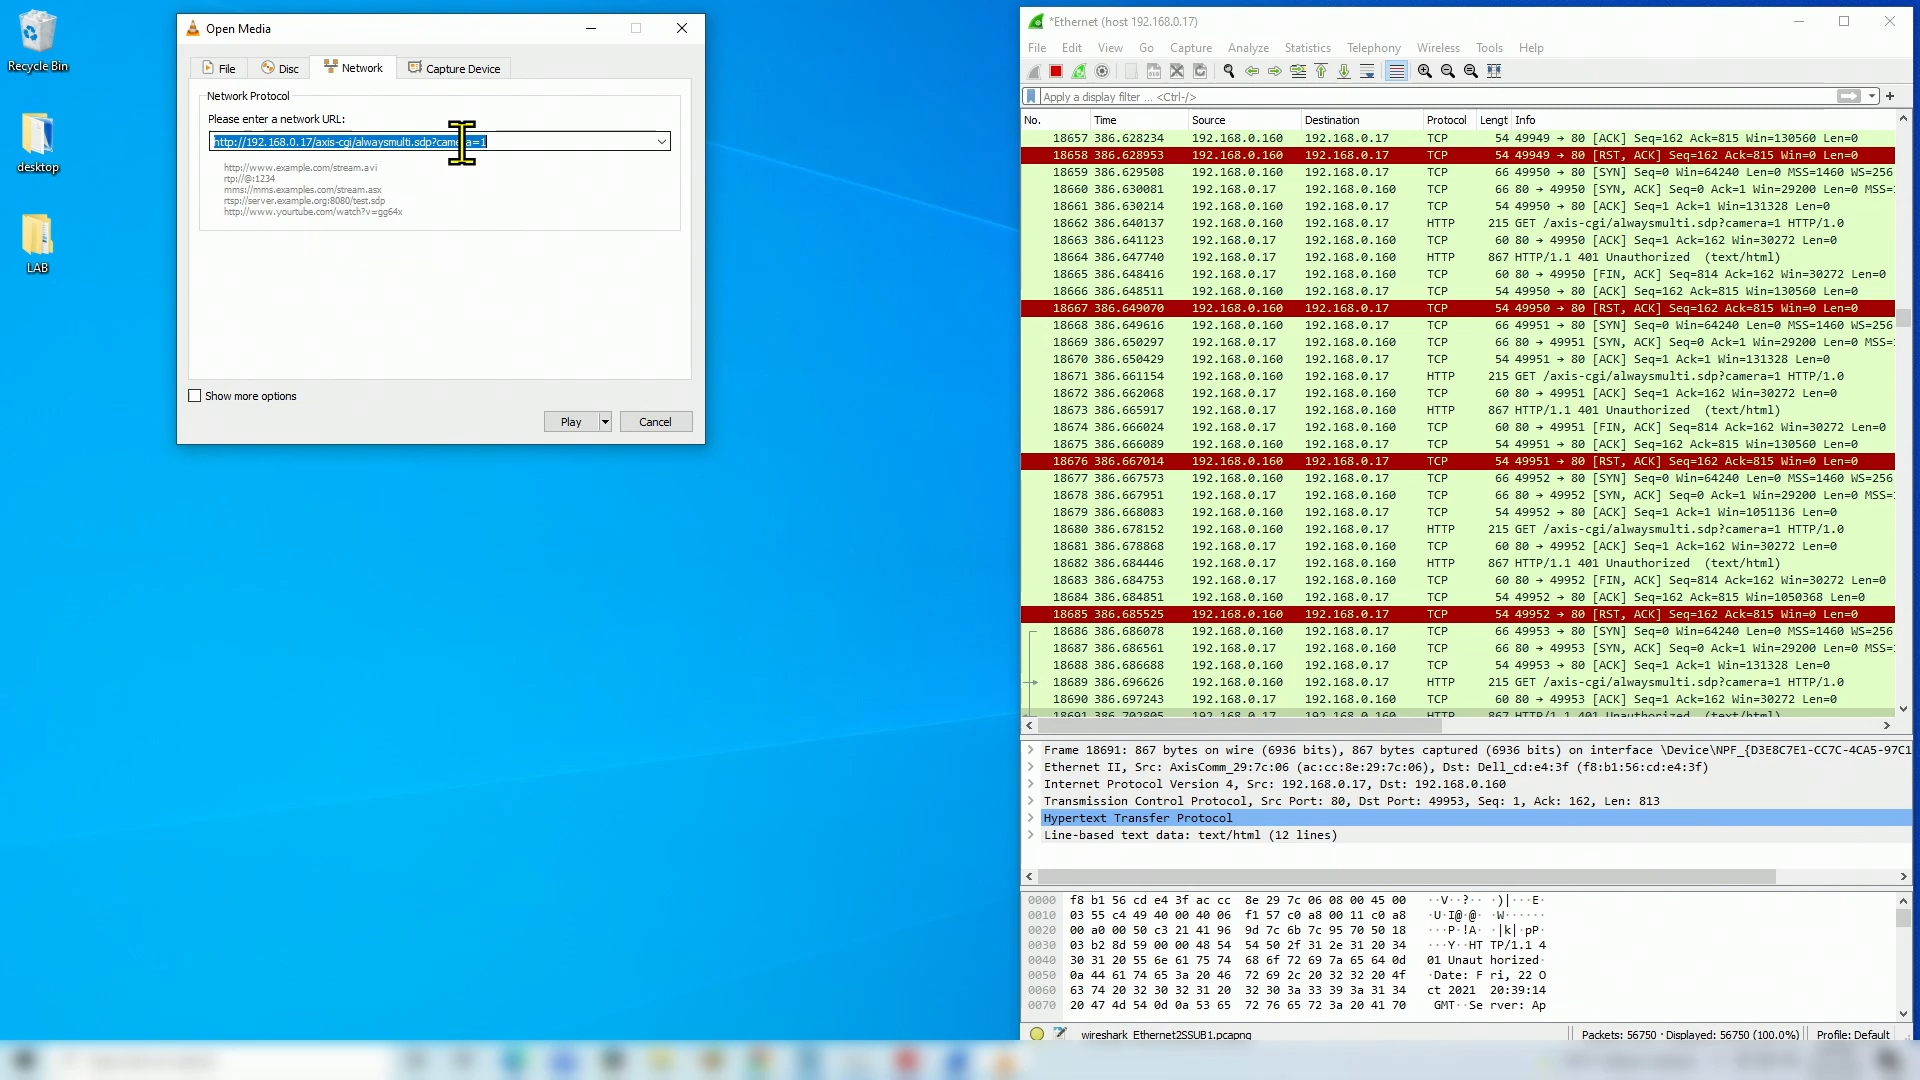 Recycle Bin
desktop
LAB
Open Media
File
Disc
Network
Capture Device
Network Protocol
Please enter a network URL:
http://192.168.0.17/axis-cgi/alwaysmulti.sdp?camera=1
http://www.example.com/stream.avi
rtp://@:1234
mms://mms.examples.com/stream.asx
rtsp://server.example.org:8080/test.sdp
http://www.yourtube.com/watch?v=gg64x
Show more options
Play
Cancel
*Ethernet (host 192.168.0.17)
File Edit View Go Capture Analyze Statistics Telephony Wireless Tools Help
Apply a display filter ... <Ctrl-/>
No. Time Source Destination Protocol Lengt Info
18657 386.628234 192.168.0.160 192.168.0.17 TCP 54 49949 → 80 [ACK] Seq=162 Ack=815 Win=130560 Len=0
18658 386.628953 192.168.0.160 192.168.0.17 TCP 54 49949 → 80 [RST, ACK] Seq=162 Ack=815 Win=0 Len=0
18659 386.629508 192.168.0.160 192.168.0.17 TCP 66 49950 → 80 [SYN] Seq=0 Win=64240 Len=0 MSS=1460 WS=256
18660 386.630081 192.168.0.17 192.168.0.160 TCP 66 80 → 49950 [SYN, ACK] Seq=0 Ack=1 Win=29200 Len=0 MSS=
18661 386.630214 192.168.0.160 192.168.0.17 TCP 54 49950 → 80 [ACK] Seq=1 Ack=1 Win=131328 Len=0
18662 386.640137 192.168.0.160 192.168.0.17 HTTP 215 GET /axis-cgi/alwaysmulti.sdp?camera=1 HTTP/1.0
18663 386.641123 192.168.0.17 192.168.0.160 TCP 60 80 → 49950 [ACK] Seq=1 Ack=162 Win=30272 Len=0
18664 386.647740 192.168.0.17 192.168.0.160 HTTP 867 HTTP/1.1 401 Unauthorized (text/html)
18665 386.648416 192.168.0.17 192.168.0.160 TCP 60 80 → 49950 [FIN, ACK] Seq=814 Ack=162 Win=30272 Len=0
18666 386.648511 192.168.0.160 192.168.0.17 TCP 54 49950 → 80 [ACK] Seq=162 Ack=815 Win=130560 Len=0
18667 386.649070 192.168.0.160 192.168.0.17 TCP 54 49950 → 80 [RST, ACK] Seq=162 Ack=815 Win=0 Len=0
18668 386.649616 192.168.0.160 192.168.0.17 TCP 66 49951 → 80 [SYN] Seq=0 Win=64240 Len=0 MSS=1460 WS=256
18669 386.650297 192.168.0.17 192.168.0.160 TCP 66 80 → 49951 [SYN, ACK] Seq=0 Ack=1 Win=29200 Len=0 MSS=
18670 386.650429 192.168.0.160 192.168.0.17 TCP 54 49951 → 80 [ACK] Seq=1 Ack=1 Win=131328 Len=0
18671 386.661154 192.168.0.160 192.168.0.17 HTTP 215 GET /axis-cgi/alwaysmulti.sdp?camera=1 HTTP/1.0
18672 386.662068 192.168.0.17 192.168.0.160 TCP 60 80 → 49951 [ACK] Seq=1 Ack=162 Win=30272 Len=0
18673 386.665917 192.168.0.17 192.168.0.160 HTTP 867 HTTP/1.1 401 Unauthorized (text/html)
18674 386.666024 192.168.0.17 192.168.0.160 TCP 60 80 → 49951 [FIN, ACK] Seq=814 Ack=162 Win=30272 Len=0
18675 386.666089 192.168.0.160 192.168.0.17 TCP 54 49951 → 80 [ACK] Seq=162 Ack=815 Win=130560 Len=0
18676 386.667014 192.168.0.160 192.168.0.17 TCP 54 49951 → 80 [RST, ACK] Seq=162 Ack=815 Win=0 Len=0
18677 386.667573 192.168.0.160 192.168.0.17 TCP 66 49952 → 80 [SYN] Seq=0 Win=64240 Len=0 MSS=1460 WS=256
18678 386.667951 192.168.0.17 192.168.0.160 TCP 66 80 → 49952 [SYN, ACK] Seq=0 Ack=1 Win=29200 Len=0 MSS=
18679 386.668083 192.168.0.160 192.168.0.17 TCP 54 49952 → 80 [ACK] Seq=1 Ack=1 Win=1051136 Len=0
18680 386.678152 192.168.0.160 192.168.0.17 HTTP 215 GET /axis-cgi/alwaysmulti.sdp?camera=1 HTTP/1.0
18681 386.678868 192.168.0.17 192.168.0.160 TCP 60 80 → 49952 [ACK] Seq=1 Ack=162 Win=30272 Len=0
18682 386.684446 192.168.0.17 192.168.0.160 HTTP 867 HTTP/1.1 401 Unauthorized (text/html)
18683 386.684753 192.168.0.17 192.168.0.160 TCP 60 80 → 49952 [FIN, ACK] Seq=814 Ack=162 Win=30272 Len=0
18684 386.684851 192.168.0.160 192.168.0.17 TCP 54 49952 → 80 [ACK] Seq=162 Ack=815 Win=1050368 Len=0
18685 386.685525 192.168.0.160 192.168.0.17 TCP 54 49952 → 80 [RST, ACK] Seq=162 Ack=815 Win=0 Len=0
18686 386.686078 192.168.0.160 192.168.0.17 TCP 66 49953 → 80 [SYN] Seq=0 Win=64240 Len=0 MSS=1460 WS=256
18687 386.686561 192.168.0.17 192.168.0.160 TCP 66 80 → 49953 [SYN, ACK] Seq=0 Ack=1 Win=29200 Len=0 MSS=
18688 386.686688 192.168.0.160 192.168.0.17 TCP 54 49953 → 80 [ACK] Seq=1 Ack=1 Win=131328 Len=0
18689 386.696626 192.168.0.160 192.168.0.17 HTTP 215 GET /axis-cgi/alwaysmulti.sdp?camera=1 HTTP/1.0
18690 386.697243 192.168.0.17 192.168.0.160 TCP 60 80 → 49953 [ACK] Seq=1 Ack=162 Win=30272 Len=0
18691 386.702805 192.168.0.17 192.168.0.160 HTTP 867 HTTP/1.1 401 Unauthorized (text/html)
Frame 18691: 867 bytes on wire (6936 bits), 867 bytes captured (6936 bits) on interface \Device\NPF_{D3E8C7E1-CC7C-4CA5-97C1
Ethernet II, Src: AxisComm_29:7c:06 (ac:cc:8e:29:7c:06), Dst: Dell_cd:e4:3f (f8:b1:56:cd:e4:3f)
Internet Protocol Version 4, Src: 192.168.0.17, Dst: 192.168.0.160
Transmission Control Protocol, Src Port: 80, Dst Port: 49953, Seq: 1, Ack: 162, Len: 813
Hypertext Transfer Protocol
Line-based text data: text/html (12 lines)
0000 f8 b1 56 cd e4 3f ac cc 8e 29 7c 06 08 00 45 00 ··V··?·· ·)|···E·
0010 03 55 c4 49 40 00 40 06 f1 57 c0 a8 00 11 c0 a8 ·U·I@·@· ·W······
0020 00 a0 00 50 c3 21 41 96 9d 7c 6b 7c 95 70 50 18 ···P·!A· ·|k|·pP·
0030 03 b2 8d 59 00 00 48 54 54 50 2f 31 2e 31 20 34 ···Y··HT TP/1.1 4
0040 30 31 20 55 6e 61 75 74 68 6f 72 69 7a 65 64 0d 01 Unaut horized·
0050 0a 44 61 74 65 3a 20 46 72 69 2c 20 32 32 20 4f ·Date: F ri, 22 O
0060 63 74 20 32 30 32 31 20 32 30 3a 33 39 3a 31 34 ct 2021 20:39:14
0070 20 47 4d 54 0d 0a 53 65 72 76 65 72 3a 20 41 70 GMT··Se rver: Ap
wireshark_Ethernet2SSUB1.pcapng
Packets: 56750 · Displayed: 56750 (100.0%)
Profile: Default